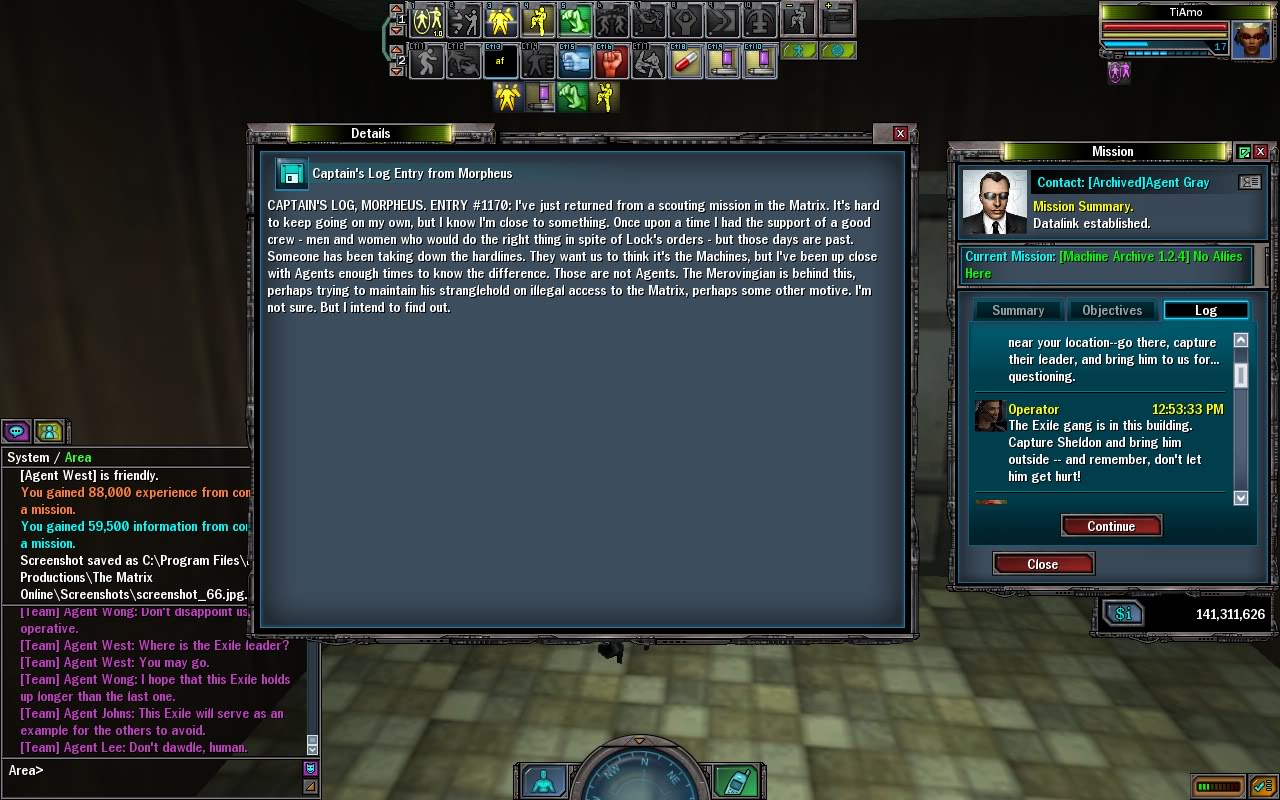 TiAmo
17
1
2
1.0
af
Details
Captain's Log Entry from Morpheus
CAPTAIN'S LOG, MORPHEUS. ENTRY #1170: I've just returned from a scouting mission in the Matrix. It's hard
to keep going on my own, but I know I'm close to something. Once upon a time I had the support of a good
crew - men and women who would do the right thing in spite of Lock's orders - but those days are past.
Someone has been taking down the hardlines. They want us to think it's the Machines, but I've been up close
with Agents enough times to know the difference. Those are not Agents. The Merovingian is behind this,
perhaps trying to maintain his stranglehold on illegal access to the Matrix, perhaps some other motive. I'm
not sure. But I intend to find out.
Mission
Contact: [Archived]Agent Gray
Mission Summary.
Datalink established.
Current Mission: [Machine Archive 1.2.4] No Allies
Here
Summary Objectives Log
near your location--go there, capture
their leader, and bring him to us for...
questioning.
Operator 12:53:33 PM
The Exile gang is in this building.
Capture Sheldon and bring him
outside -- and remember, don't let
him get hurt!
Continue
Close
$i 141,311,626
System / Area
[Agent West] is friendly.
You gained 88,000 experience from
a mission.
You gained 59,500 information from
a mission.
Screenshot saved as C:\Program Files\
Productions\The Matrix
Online\Screenshots\screenshot_66.jpg.
[Team] Agent Wong: Don't disappoint us,
operative.
[Team] Agent West: Where is the Exile leader?
[Team] Agent West: You may go.
[Team] Agent Wong: I hope that this Exile holds
up longer than the last one.
[Team] Agent Johns: This Exile will serve as an
example for the others to avoid.
[Team] Agent Lee: Don't dawdle, human.
Area>
NW N NE